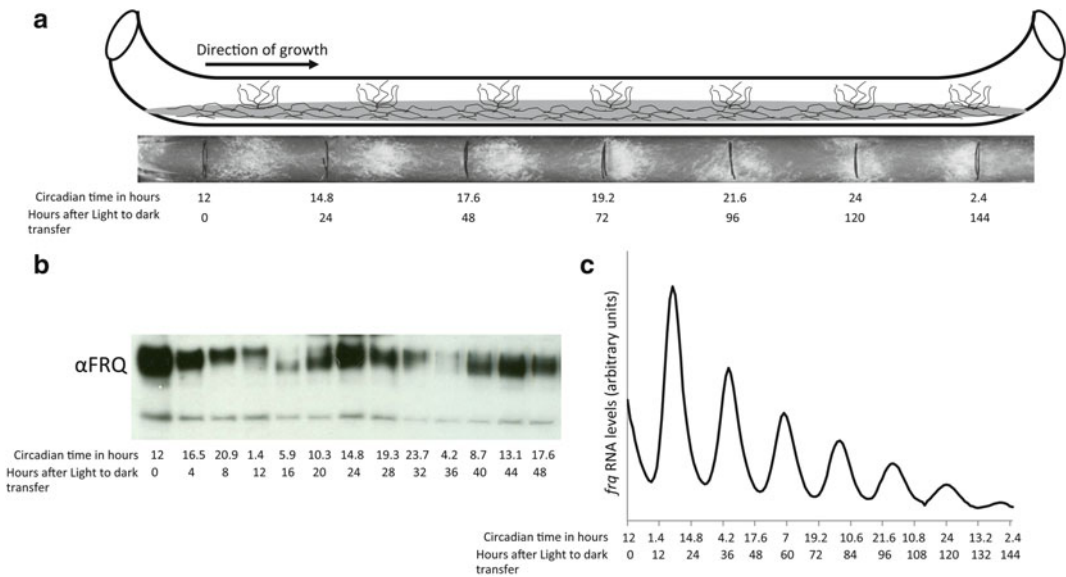 a
Direction of growth
Circadian time in hours 12 14.8 17.6 19.2 21.6 24 2.4
Hours after Light to dark 0 24 48 72 96 120 144
transfer
b
αFRQ
Circadian time in hours 12 16.5 20.9 1.4 5.9 10.3 14.8 19.3 23.7 4.2 8.7 13.1 17.6
Hours after Light to dark 0 4 8 12 16 20 24 28 32 36 40 44 48
transfer
c
frq RNA levels (arbitrary units)
Circadian time in hours 12 1.4 14.8 4.2 17.6 7 19.2 10.6 21.6 10.8 24 13.2 2.4
Hours after Light to dark 0 12 24 36 48 60 72 84 96 108 120 132 144
transfer